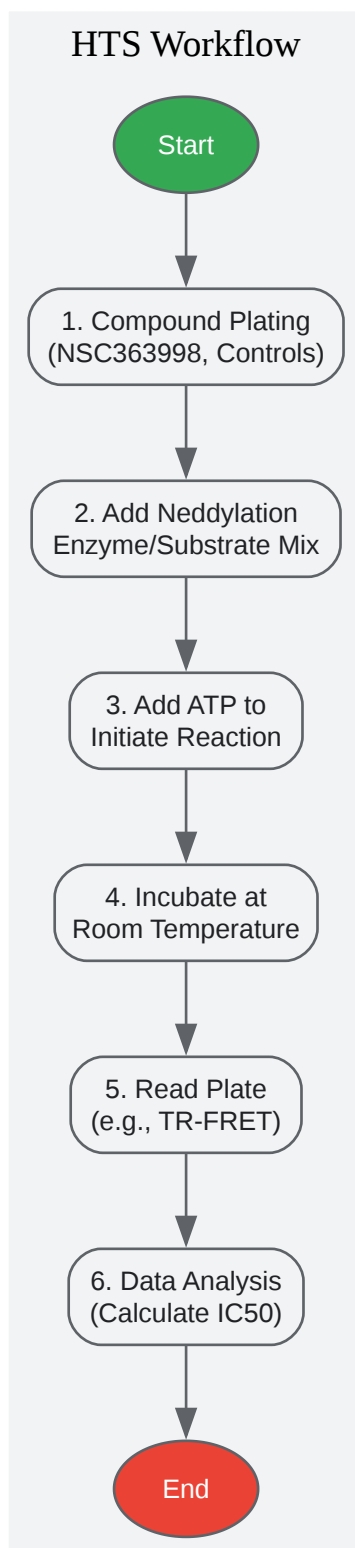 HTS Workflow
Start
1. Compound Plating
(NSC363998, Controls)
2. Add Neddylation
Enzyme/Substrate Mix
3. Add ATP to
Initiate Reaction
4. Incubate at
Room Temperature
5. Read Plate
(e.g., TR-FRET)
6. Data Analysis
(Calculate IC50)
End